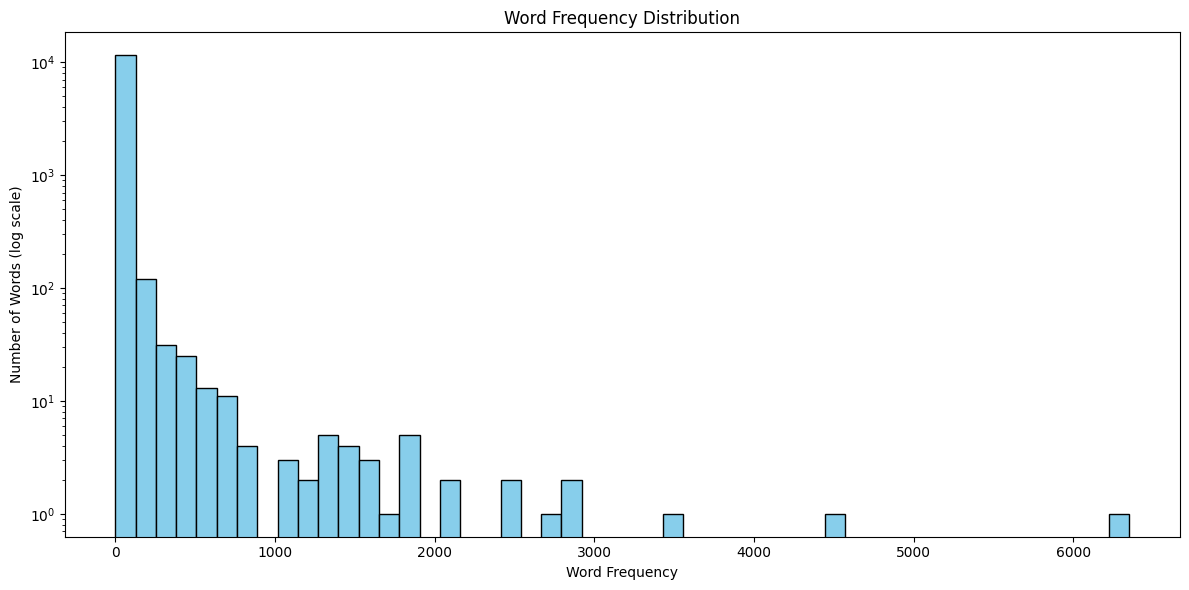 Word Frequency Distribution
Number of Words (log scale)
10⁴
10³
10²
10¹
10⁰
0 1000 2000 3000 4000 5000 6000
Word Frequency